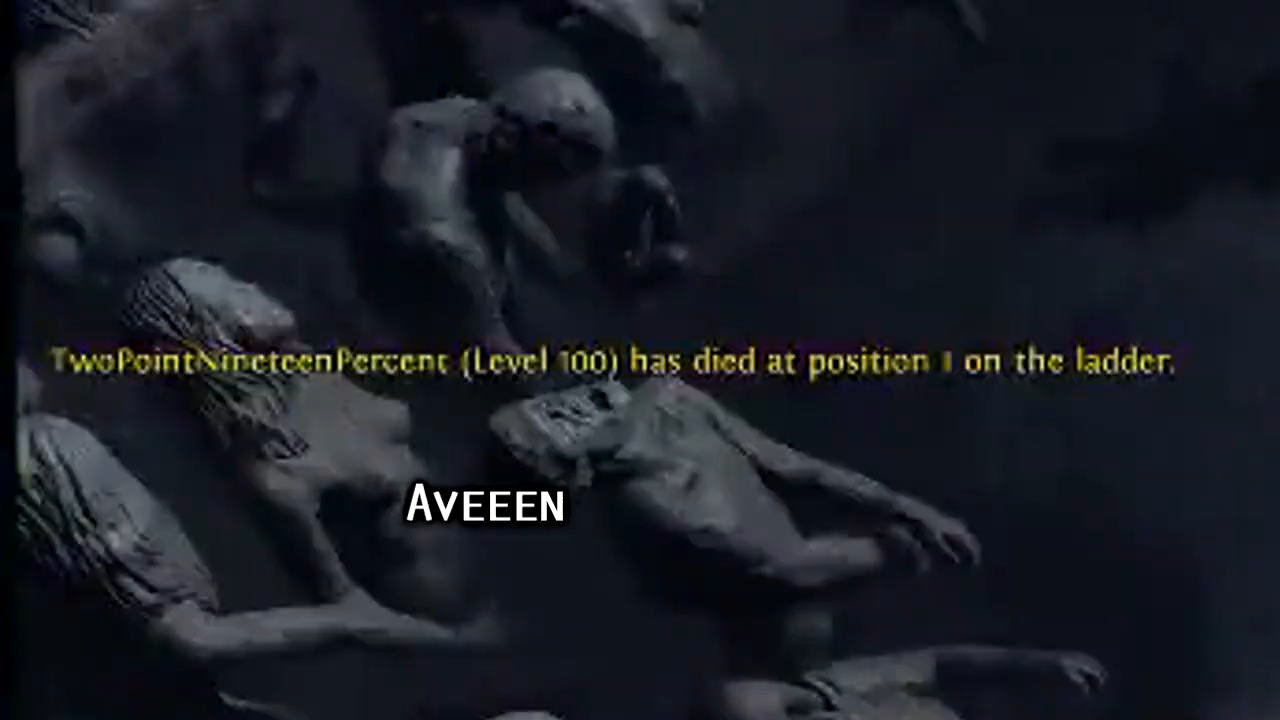 TwoPointNineteenPercent (Level 100) has died at position 1 on the ladder.
AVEEEN